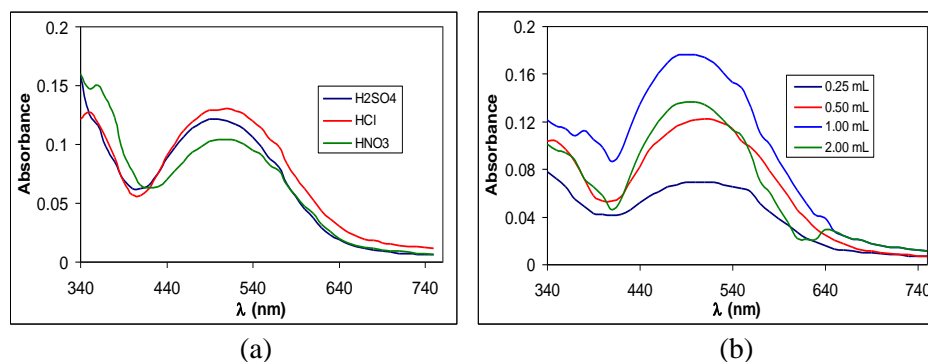 0.2
0.15
0.1
0.05
0
Absorbance
H2SO4
HCl
HNO3
340 440 540 640 740
λ (nm)
(a)
0.2
0.16
0.12
0.08
0.04
0
Absorbance
0.25 mL
0.50 mL
1.00 mL
2.00 mL
340 440 540 640 740
λ (nm)
(b)